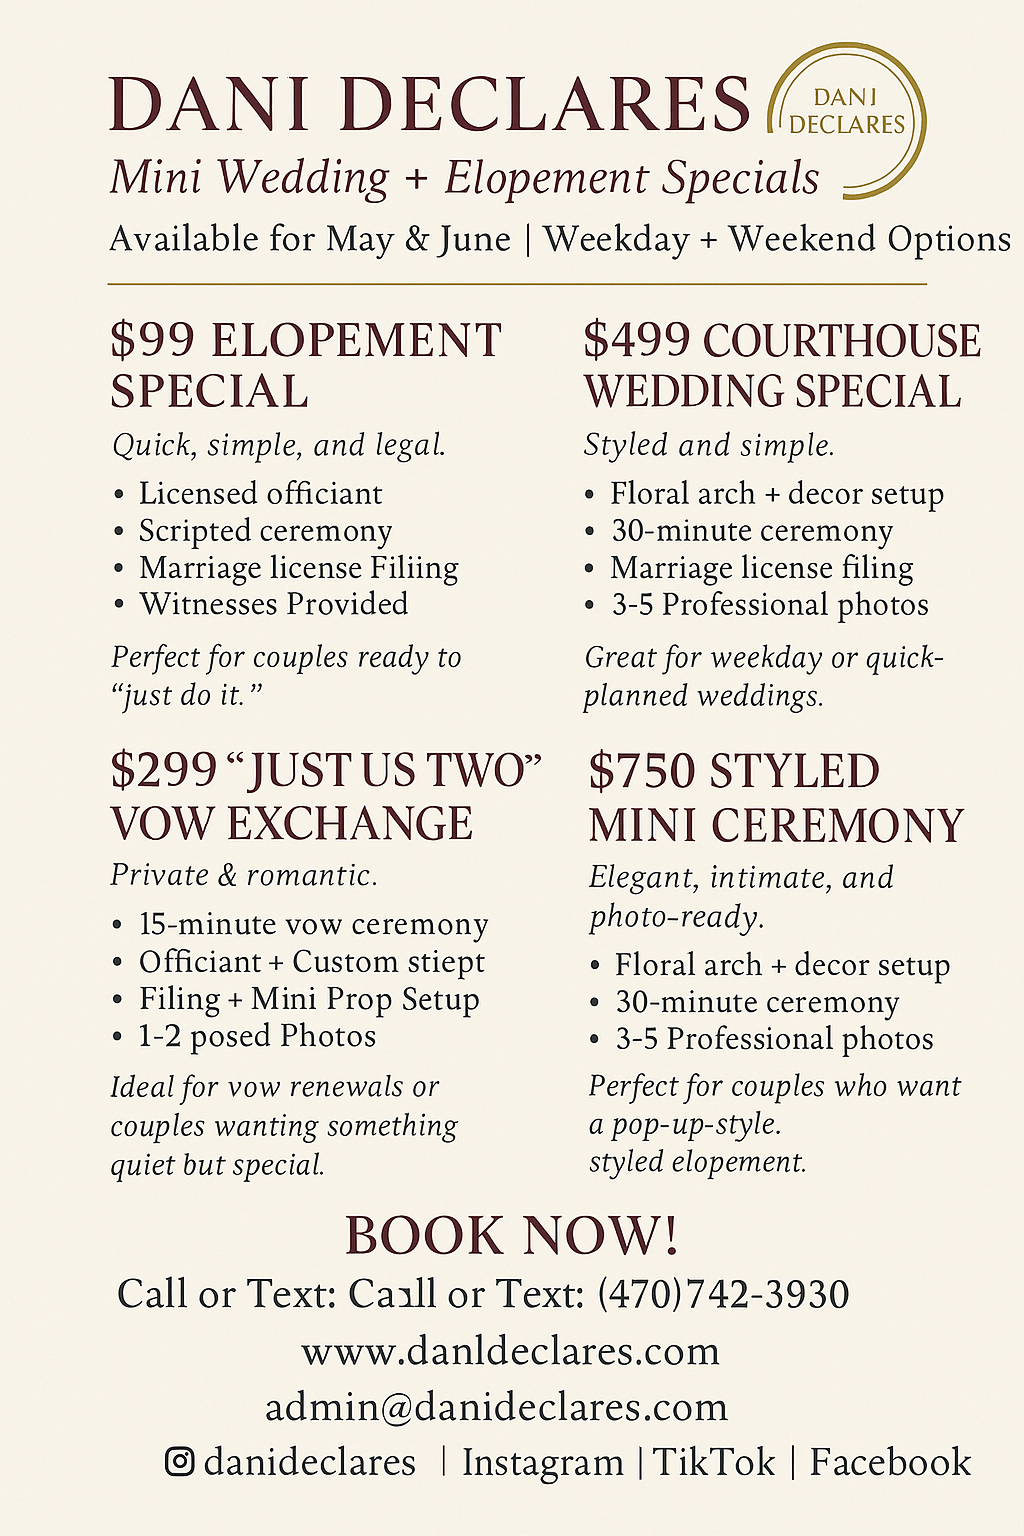 DANI DECLARES
DANI
DECLARES
Mini Wedding + Elopement Specials
Available for May & June | Weekday + Weekend Options
$99 ELOPEMENT
SPECIAL
Quick, simple, and legal.
• Licensed officiant
• Scripted ceremony
• Marriage license Filiing
• Witnesses Provided
Perfect for couples ready to
“just do it.”
$499 COURTHOUSE
WEDDING SPECIAL
Styled and simple.
• Floral arch + decor setup
• 30-minute ceremony
• Marriage license filing
• 3-5 Professional photos
Great for weekday or quick-
planned weddings.
$299 “JUST US TWO”
VOW EXCHANGE
Private & romantic.
• 15-minute vow ceremony
• Officiant + Custom stiept
• Filing + Mini Prop Setup
• 1-2 posed Photos
Ideal for vow renewals or
couples wanting something
quiet but special.
$750 STYLED
MINI CEREMONY
Elegant, intimate, and
photo-ready.
• Floral arch + decor setup
• 30-minute ceremony
• 3-5 Professional photos
Perfect for couples who want
a pop-up-style.
styled elopement.
BOOK NOW!
Call or Text: Call or Text: (470)742-3930
www.danldeclares.com
admin@danideclares.com
danideclares | Instagram | TikTok | Facebook